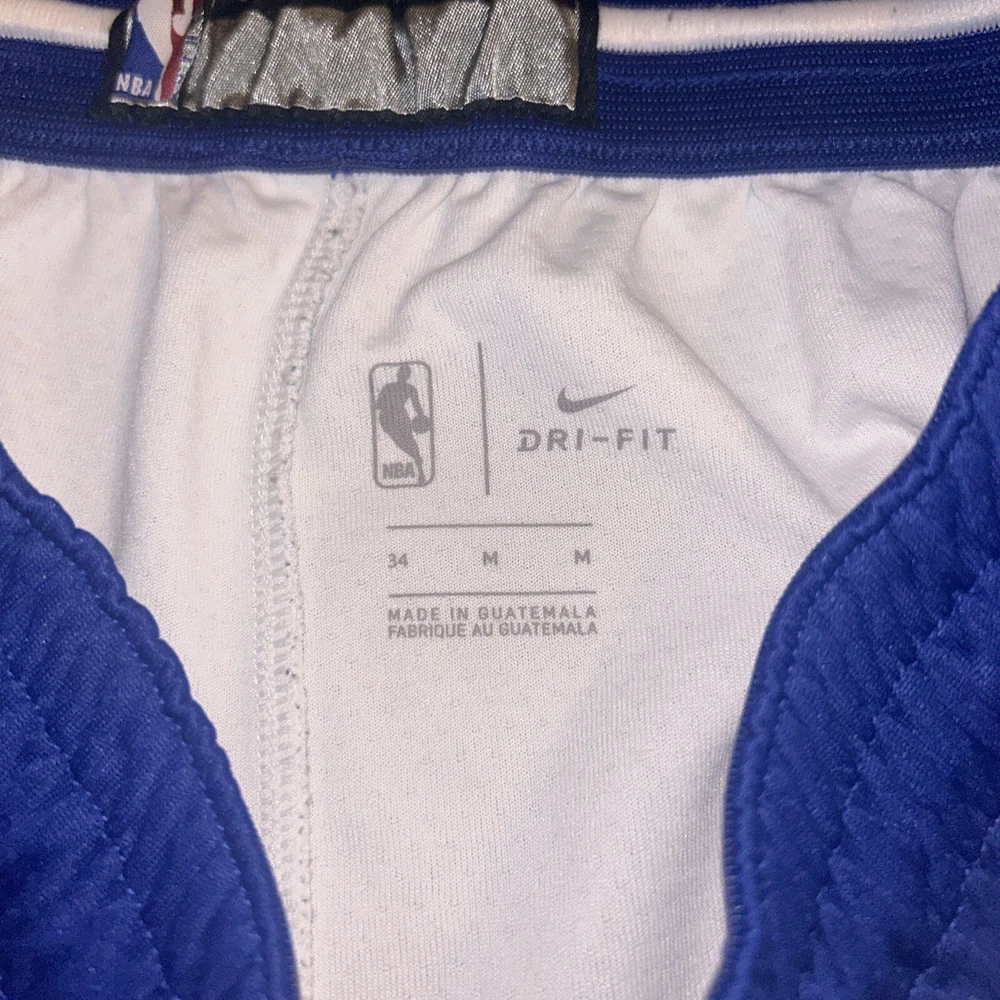 NBA
NBA
DRI-FIT
34 M M
MADE IN GUATEMALA
FABRIQUE AU GUATEMALA